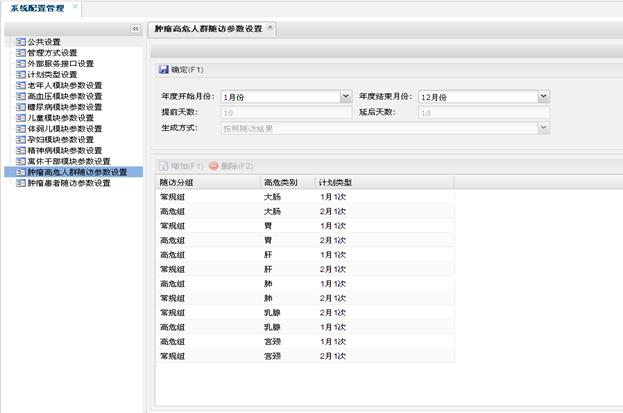 系统配置管理
公共设置
管理方式设置
外部服务接口设置
计划类型设置
老年人模块参数设置
高血压模块参数设置
糖尿病模块参数设置
儿童模块参数设置
体弱儿模块参数设置
孕妇模块参数设置
精神病模块参数设置
离休干部模块参数设置
肿瘤高危人群随访参数设置
肿瘤患者随访参数设置
肿瘤高危人群随访参数设置
确定(F1)
年度开始月份: 1月份 年度结束月份: 12月份
提前天数: 10 延后天数: 10
生成方式: 按照随访结果
增加(F1) 删除(F2)
随访分组 高危类别 计划类型
常规组 大肠 1月1次
高危组 大肠 2月1次
常规组 胃 1月1次
高危组 胃 2月1次
高危组 肝 1月1次
常规组 肝 2月1次
高危组 肺 1月1次
常规组 肺 2月1次
常规组 乳腺 2月1次
高危组 乳腺 1月1次
高危组 宫颈 1月1次
常规组 宫颈 2月1次